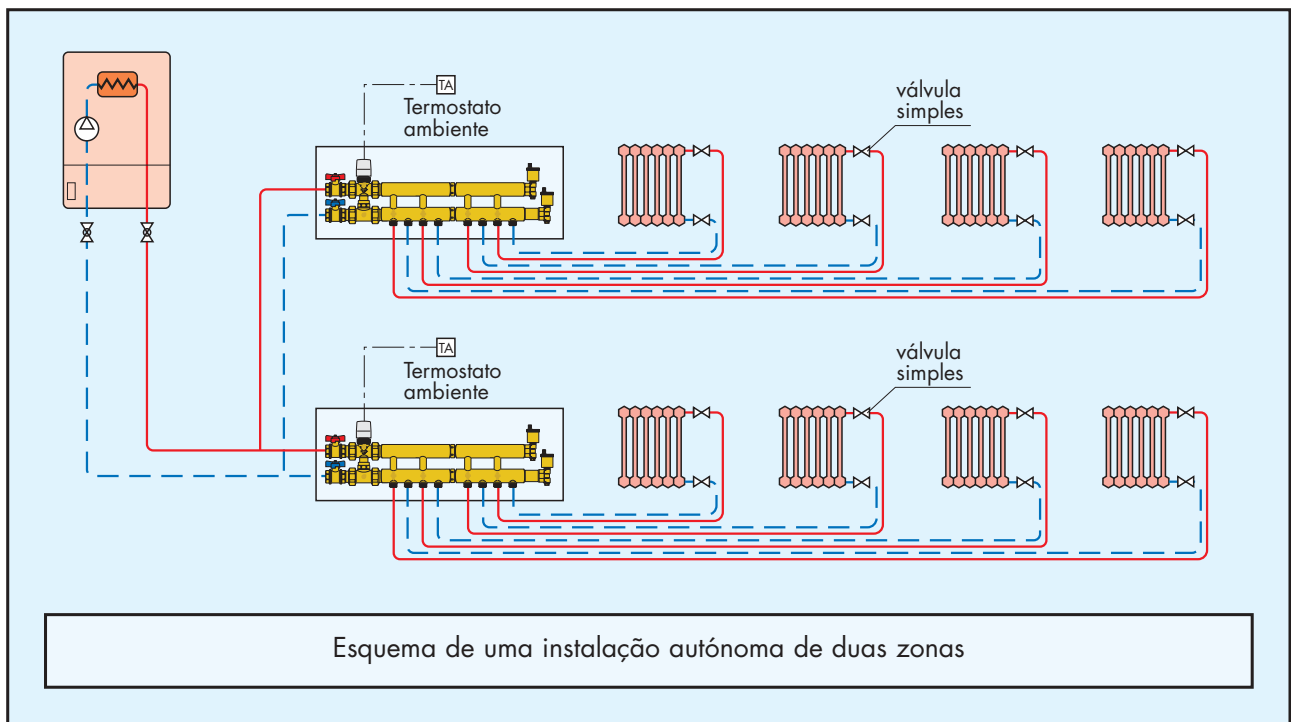 TA
Termostato
ambiente
válvula
simples
TA
Termostato
ambiente
válvula
simples
Esquema de uma instalação autónoma de duas zonas